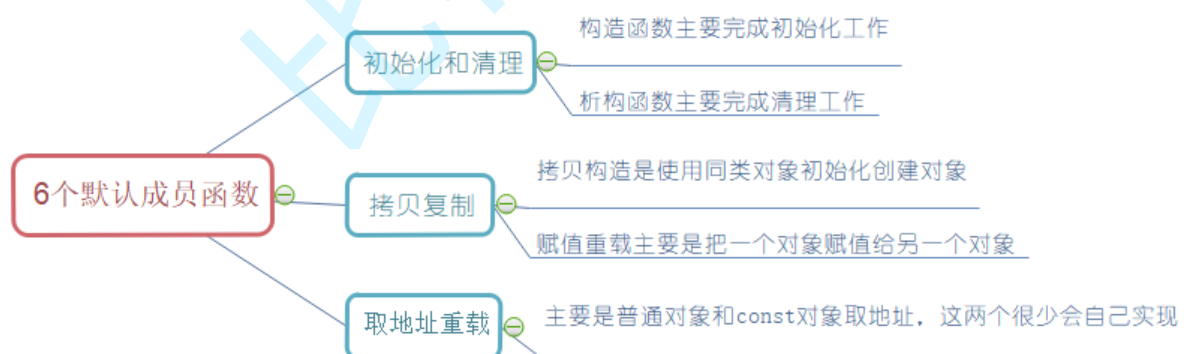 构造函数主要完成初始化工作
初始化和清理
析构函数主要完成清理工作
6个默认成员函数
拷贝构造是使用同类对象初始化创建对象
拷贝复制
赋值重载主要是把一个对象赋值给另一个对象
取地址重载
主要是普通对象和const对象取地址，这两个很少会自己实现